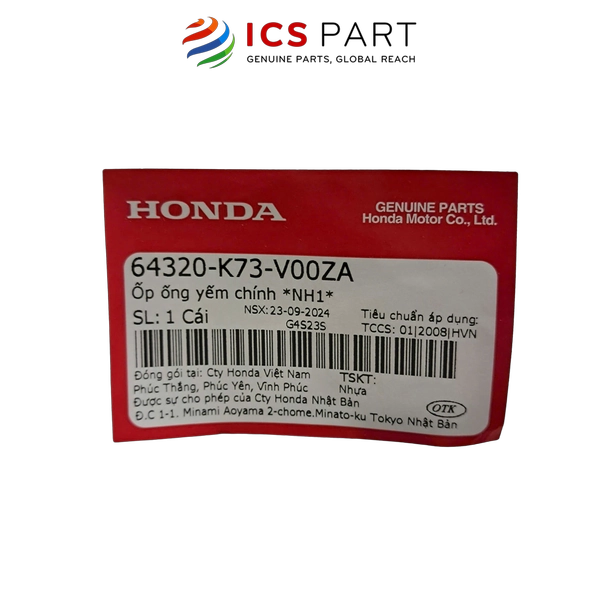 ICS PART
GENUINE PARTS, GLOBAL REACH
HONDA
GENUINE PARTS
Honda Motor Co., Ltd.
64320-K73-V00ZA
Ốp ống yếm chính *NH1*
SL: 1 Cái
NSX: 23-09-2024
G4S23S
Tiêu chuẩn áp dụng:
TCCS: 01|2008|HVN
Đóng gói tại: Cty Honda Việt Nam
Phúc Thắng, Phúc Yên, Vĩnh Phúc
TSKT:
Nhựa
Được sự cho phép của Cty Honda Nhật Bản
Đ.C 1-1. Minami Aoyama 2-chome.Minato-ku Tokyo Nhật Bản
OTK